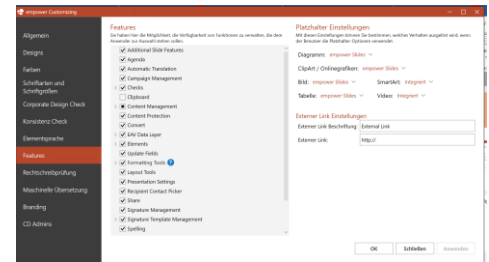 empower Customizing
Allgemein
Designs
Farben
Schriftarten und
Schriftgrößen
Corporate Design Check
Konsistenz Check
Elementsprache
Features
Rechtschreibprüfung
Maschinelle Übersetzung
Branding
CD Admins
Features
Sie haben hier die Möglichkeit, die Verfügbarkeit von Funktionen zu verwalten, die dem
Anwender zur Auswahl stehen sollen.
Additional Slide Features
Agenda
Automatic Translation
Campaign Management
Checks
Clipboard
Content Management
Content Protection
Convert
EAV Data Layer
Elements
Update Fields
Formatting Tools ?
Layout Tools
Presentation Settings
Recipient Contact Picker
Share
Signature Management
Signature Template Management
Spelling
Platzhalter Einstellungen
Mit diesen Einstellungen können Sie bestimmen, welches Verhalten ausgelöst wird, wenn
der Benutzer die Platzhalter Optionen verwendet.
Diagramm: empower Slides
ClipArt / Onlinegrafiken: empower Slides
Bild: empower Slides SmartArt: Integriert
Tabelle: empower Slides Video: Integriert
Externer Link Einstellungen
Externer Link Beschriftung: External Link
Externer Link: http://
OK Schließen Anwenden